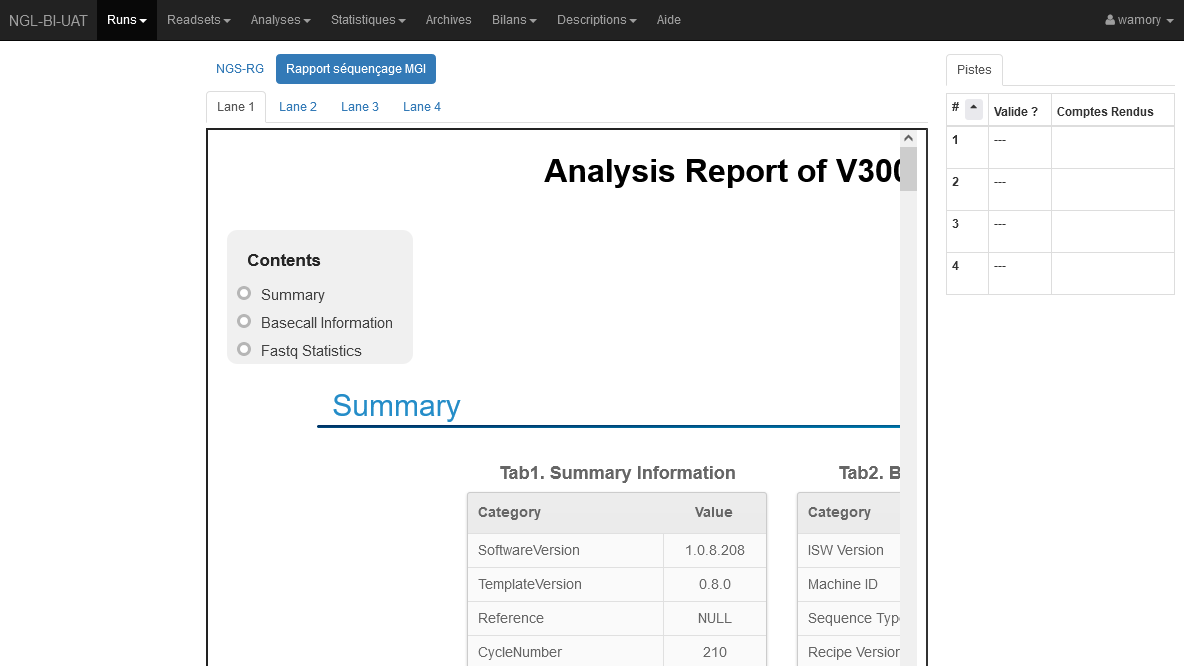 NGL-BI-UAT Runs Readsets Analyses Statistiques Archives Bilans Descriptions Aide wamory
NGS-RG Rapport séquençage MGI
Lane 1 Lane 2 Lane 3 Lane 4
Analysis Report of V300
Contents
Summary
Basecall Information
Fastq Statistics
Summary
Tab1. Summary Information
Category Value
SoftwareVersion 1.0.8.208
TemplateVersion 0.8.0
Reference NULL
CycleNumber 210
Tab2. B
Category
ISW Version
Machine ID
Sequence Type
Recipe Version
Pistes
# Valide ? Comptes Rendus
1 ---
2 ---
3 ---
4 ---